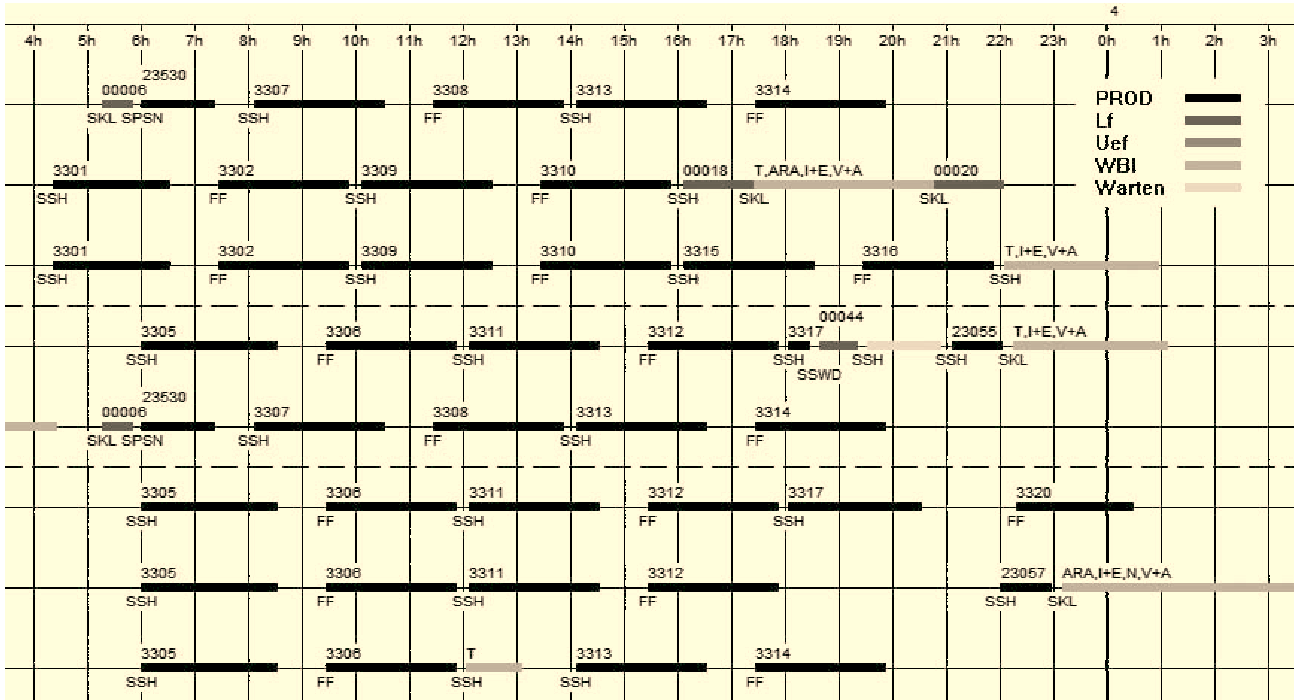 4
4h 5h 6h 7h 8h 9h 10h 11h 12h 13h 14h 15h 16h 17h 18h 19h 20h 21h 22h 23h 0h 1h 2h 3h
23530
00006 3307 3308 3313 3314
SKL SPSN SSH FF SSH FF
PROD
Lf
Uef
WBI
Warten
3301 3302 3309 3310 00018 T,ARA,I+E,V+A 00020
SSH FF SSH FF SSH SKL SKL
3301 3302 3309 3310 3315 3316 T,I+E,V+A
SSH FF SSH FF SSH FF SSH
00044
3305 3306 3311 3312 3317 23055 T,I+E,V+A
SSH FF SSH FF SSH SSH SSH SKL
SSWD
23530
00006 3307 3308 3313 3314
SKL SPSN SSH FF SSH FF
3305 3306 3311 3312 3317 3320
SSH FF SSH FF SSH FF
3305 3306 3311 3312 23057 ARA,I+E,N,V+A
SSH FF SSH FF SSH SKL
3305 3306 T 3313 3314
SSH FF SSH SSH FF